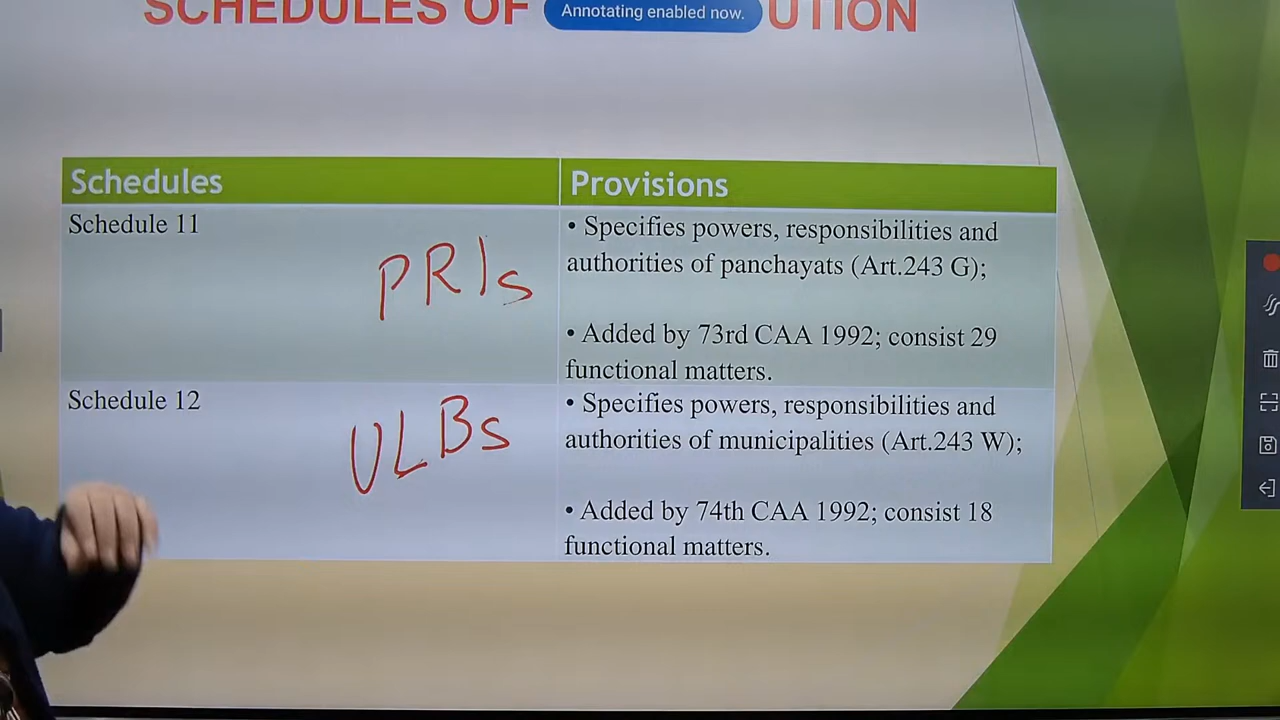 SCHEDULES OF UTION
Annotating enabled now.
Schedules Provisions
Schedule 11
PRIs
• Specifies powers, responsibilities and
authorities of panchayats (Art.243 G);
• Added by 73rd CAA 1992; consist 29
functional matters.
Schedule 12
ULBs
• Specifies powers, responsibilities and
authorities of municipalities (Art.243 W);
• Added by 74th CAA 1992; consist 18
functional matters.